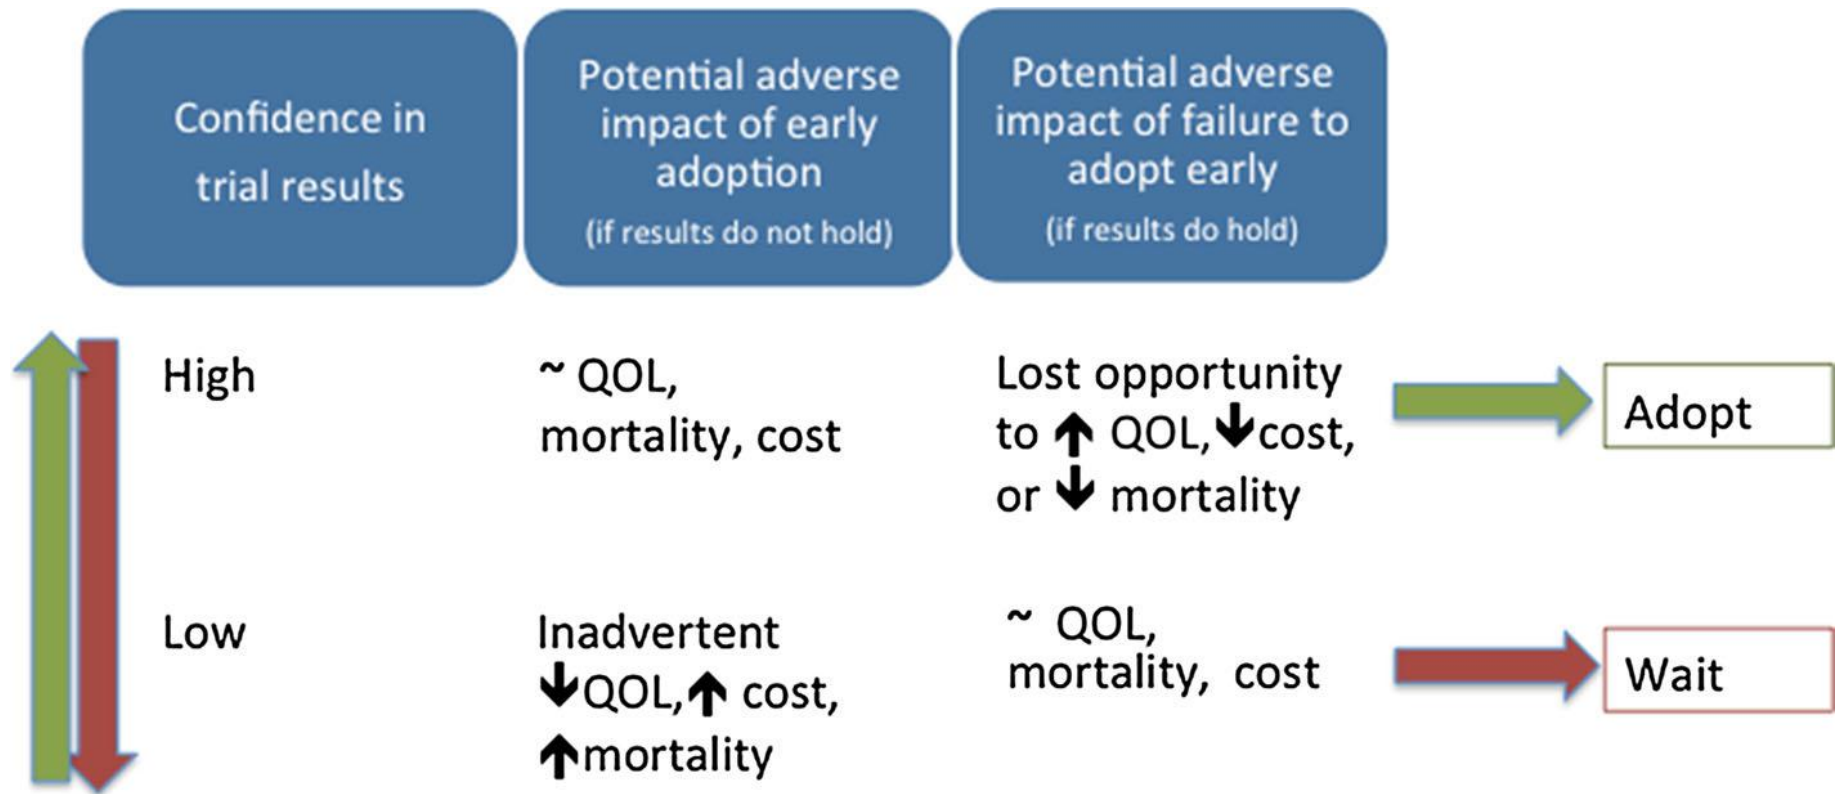 Confidence in
trial results
Potential adverse
impact of early
adoption
(if results do not hold)
Potential adverse
impact of failure to
adopt early
(if results do hold)
High
~ QOL,
mortality, cost
Lost opportunity
to ↑ QOL,↓cost,
or ↓ mortality
Adopt
Low
Inadvertent
↓QOL,↑ cost,
↑mortality
~ QOL,
mortality, cost
Wait